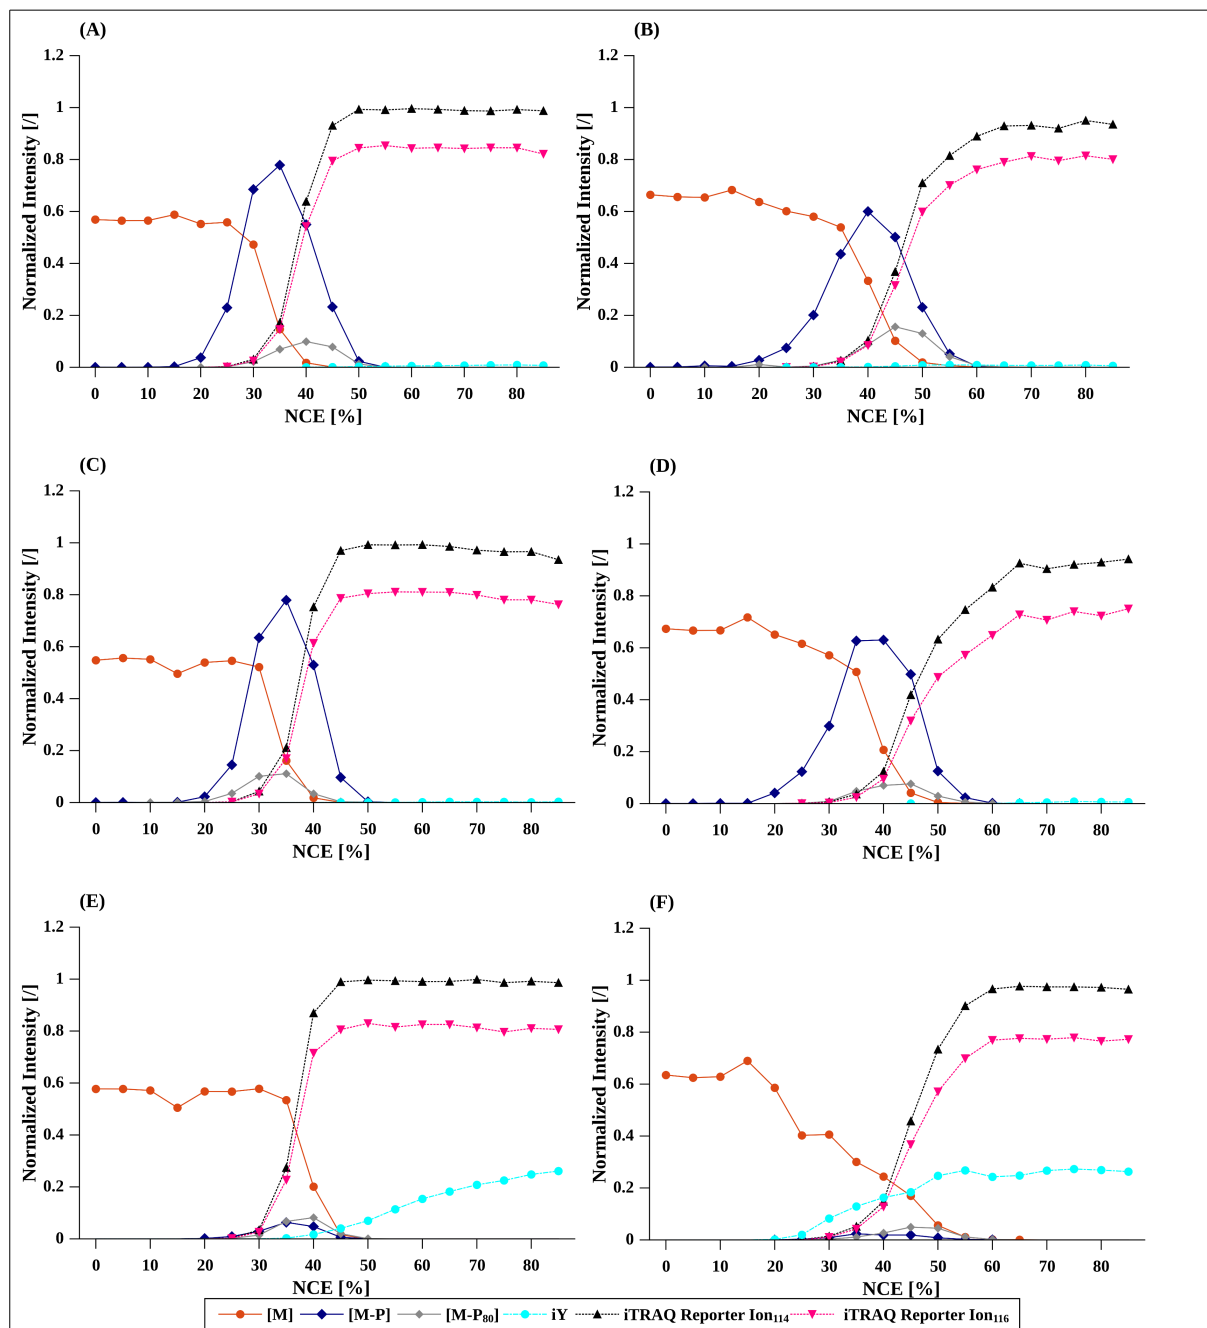 (A)
1.2
1
0.8
0.6
0.4
0.2
0
Normalized Intensity [/]
0 10 20 30 40 50 60 70 80
NCE [%]
(B)
1.2
1
0.8
0.6
0.4
0.2
0
Normalized Intensity [/]
0 10 20 30 40 50 60 70 80
NCE [%]
(C)
1.2
1
0.8
0.6
0.4
0.2
0
Normalized Intensity [/]
0 10 20 30 40 50 60 70 80
NCE [%]
(D)
1.2
1
0.8
0.6
0.4
0.2
0
Normalized Intensity [/]
0 10 20 30 40 50 60 70 80
NCE [%]
(E)
1.2
1
0.8
0.6
0.4
0.2
0
Normalized Intensity [/]
0 10 20 30 40 50 60 70 80
NCE [%]
(F)
1.2
1
0.8
0.6
0.4
0.2
0
Normalized Intensity [/]
0 10 20 30 40 50 60 70 80
NCE [%]
[M] [M-P] [M-P80] iY iTRAQ Reporter Ion114 iTRAQ Reporter Ion116